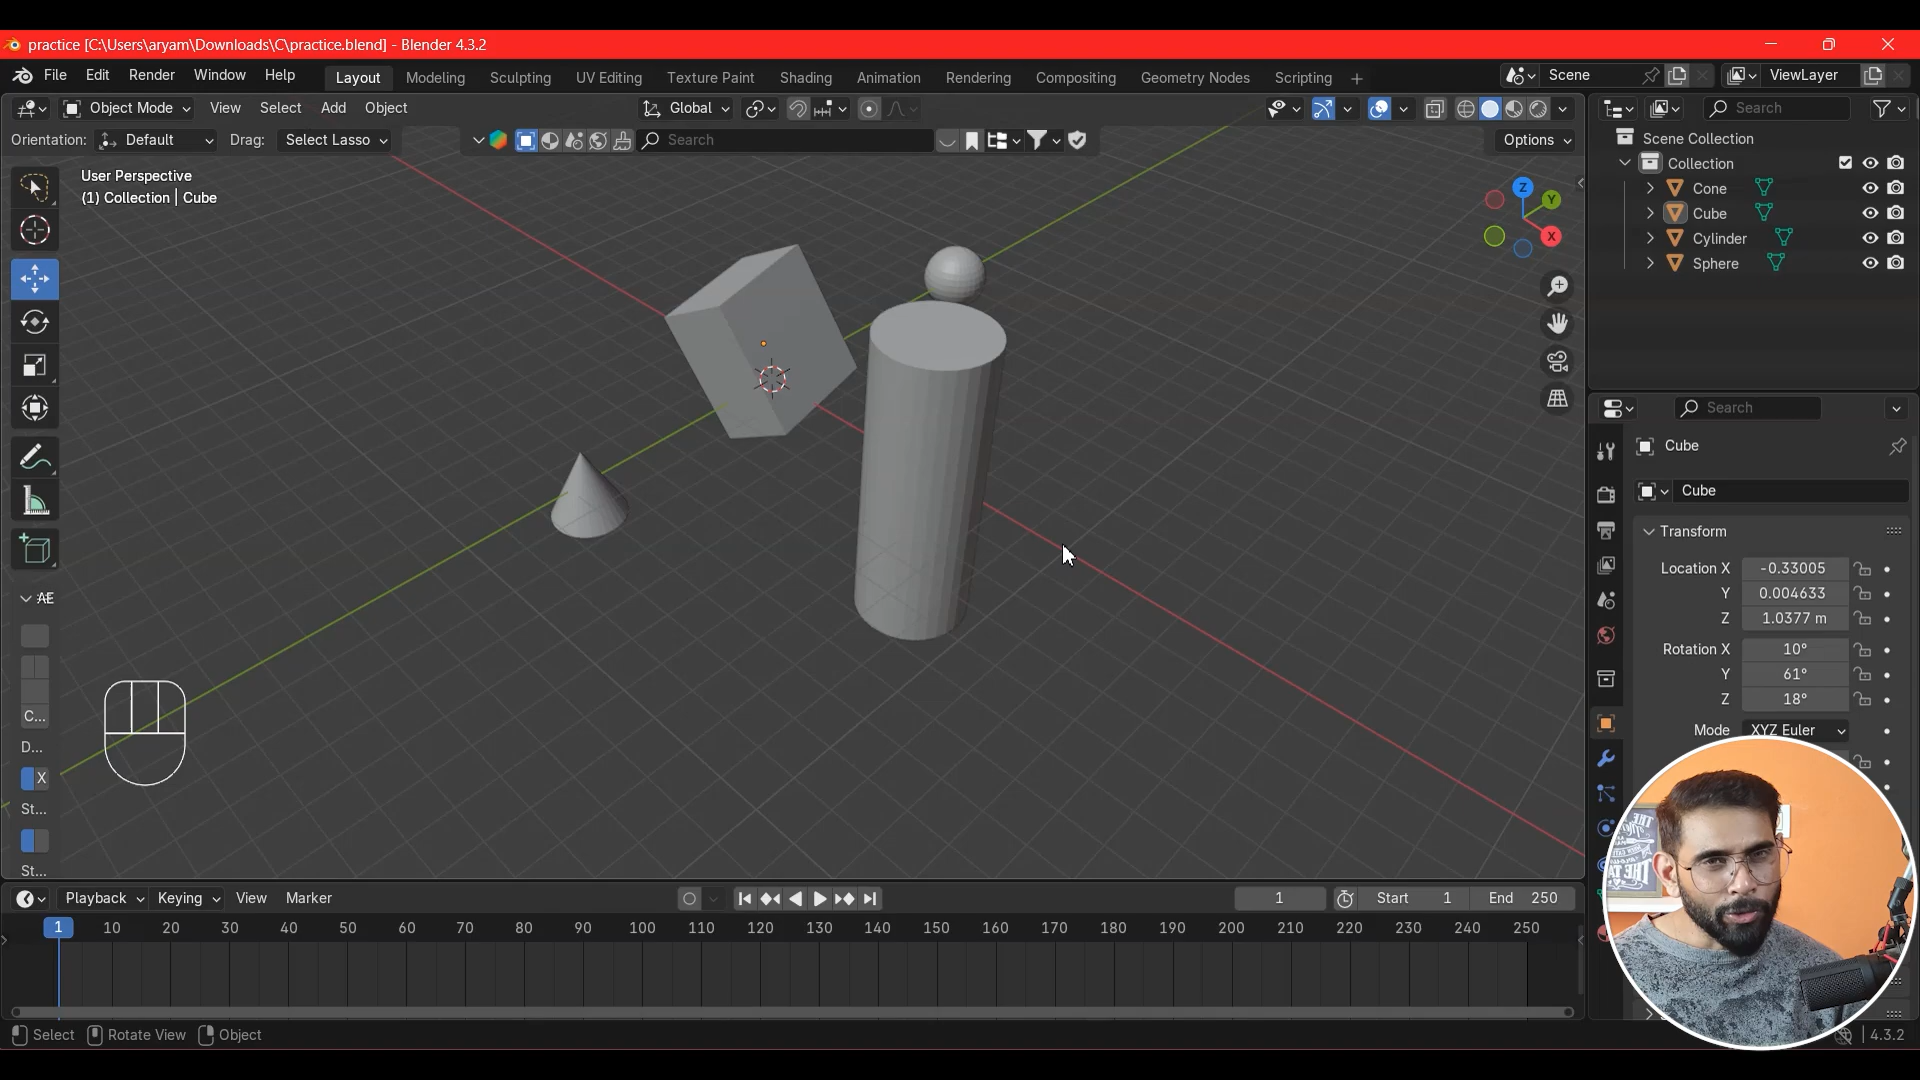 practice [C:\Users\aryam\Downloads\C\practice.blend] - Blender 4.3.2
File Edit Render Window Help Layout Modeling Sculpting UV Editing Texture Paint Shading Animation Rendering Compositing Geometry Nodes Scripting + Scene ViewLayer
Object Mode View Select Add Object Global Search
Orientation: Default Drag: Select Lasso Search Options
User Perspective
(1) Collection | Cube
Z
Y
X
Scene Collection
Collection
Cone
Cube
Cylinder
Sphere
Search
Cube
Cube
Transform
Location X -0.33005
Y 0.004633
Z 1.0377 m
Rotation X 10°
Y 61°
Z 18°
Mode XYZ Euler
AE
C...
D...
X
St...
St...
Playback Keying View Marker 1 Start 1 End 250
1 10 20 30 40 50 60 70 80 90 100 110 120 130 140 150 160 170 180 190 200 210 220 230 240 250
Select Rotate View Object 4.3.2